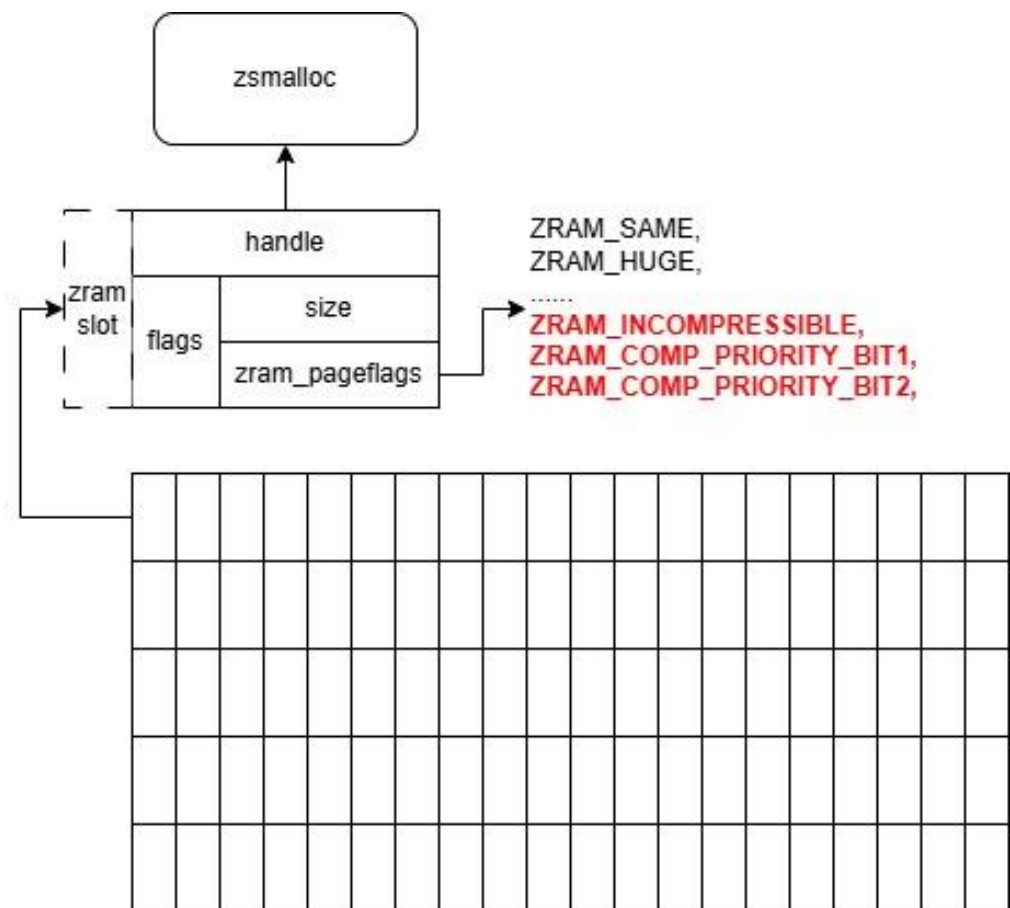 zsmalloc
handle
zram
slot
flags
size
zram_pageflags
ZRAM_SAME,
ZRAM_HUGE,
......
ZRAM_INCOMPRESSIBLE,
ZRAM_COMP_PRIORITY_BIT1,
ZRAM_COMP_PRIORITY_BIT2,